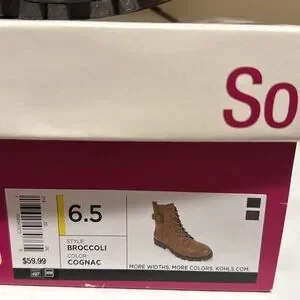 So
6.5
STYLE:
BROCCOLI
COLOR:
COGNAC
$59.99
MORE WIDTHS. MORE COLORS. KOHLS.COM